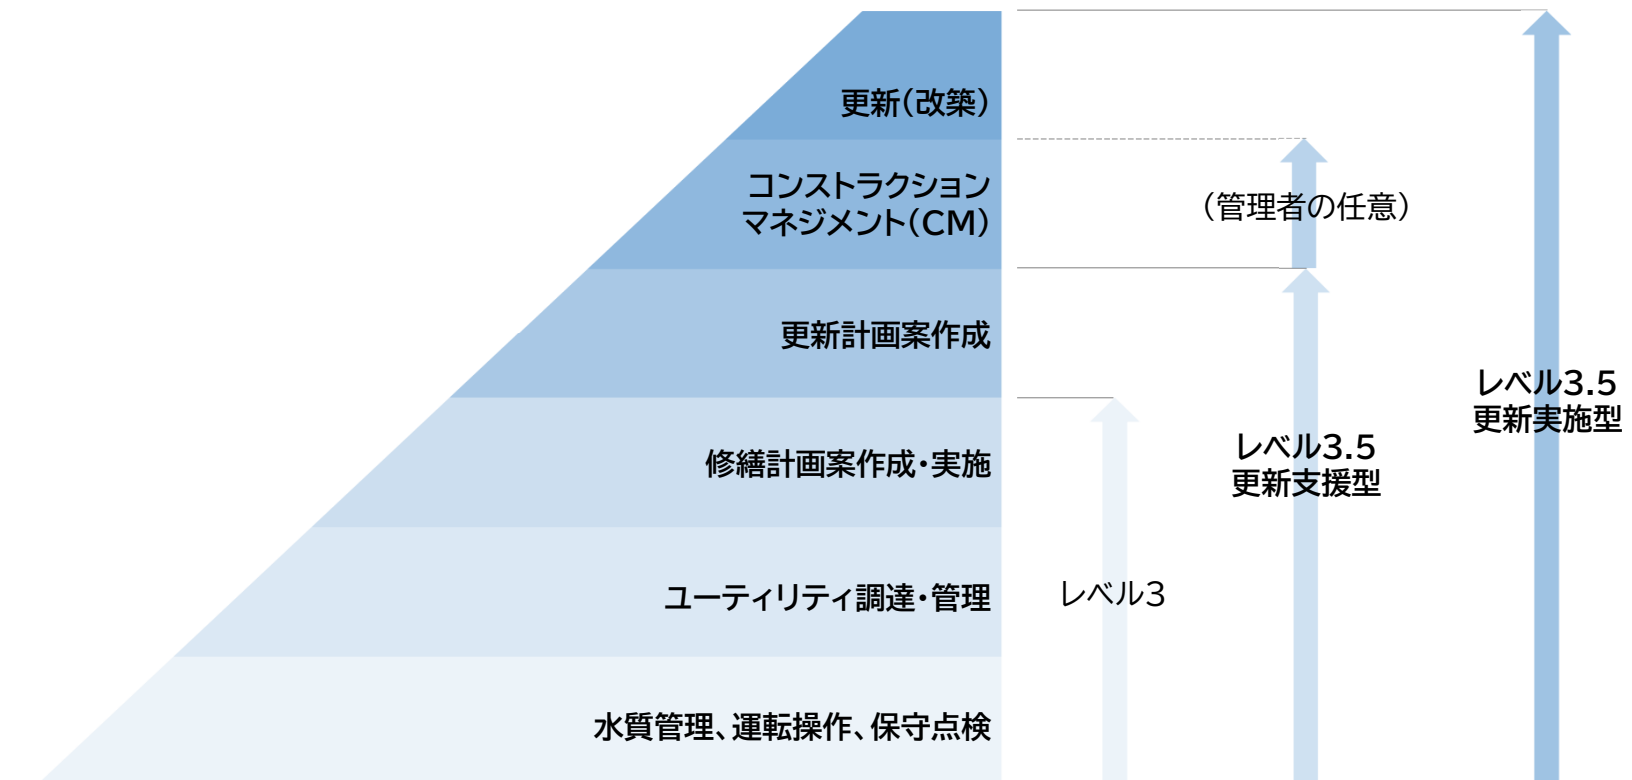 更新（改築）
コンストラクション
マネジメント（CM）
（管理者の任意）
更新計画案作成
レベル3.5
更新実施型
レベル3.5
更新支援型
修繕計画案作成・実施
ユーティリティ調達・管理
レベル3
水質管理、運転操作、保守点検